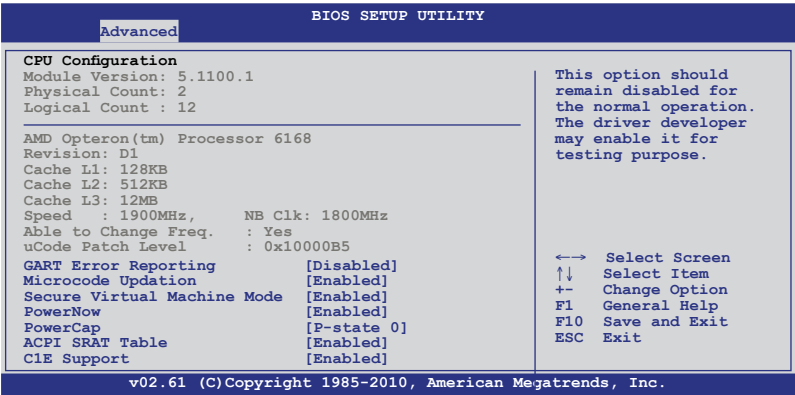 BIOS SETUP UTILITY
Advanced
CPU Configuration
Module Version: 5.1100.1
Physical Count: 2
Logical Count : 12
AMD Opteron(tm) Processor 6168
Revision: D1
Cache L1: 128KB
Cache L2: 512KB
Cache L3: 12MB
Speed : 1900MHz, NB Clk: 1800MHz
Able to Change Freq. : Yes
uCode Patch Level : 0x10000B5
GART Error Reporting [Disabled]
Microcode Updation [Enabled]
Secure Virtual Machine Mode [Enabled]
PowerNow [Enabled]
PowerCap [P-state 0]
ACPI SRAT Table [Enabled]
C1E Support [Enabled]
This option should
remain disabled for
the normal operation.
The driver developer
may enable it for
testing purpose.
←→ Select Screen
↑↓ Select Item
+- Change Option
F1 General Help
F10 Save and Exit
ESC Exit
v02.61 (C)Copyright 1985-2010, American Megatrends, Inc.